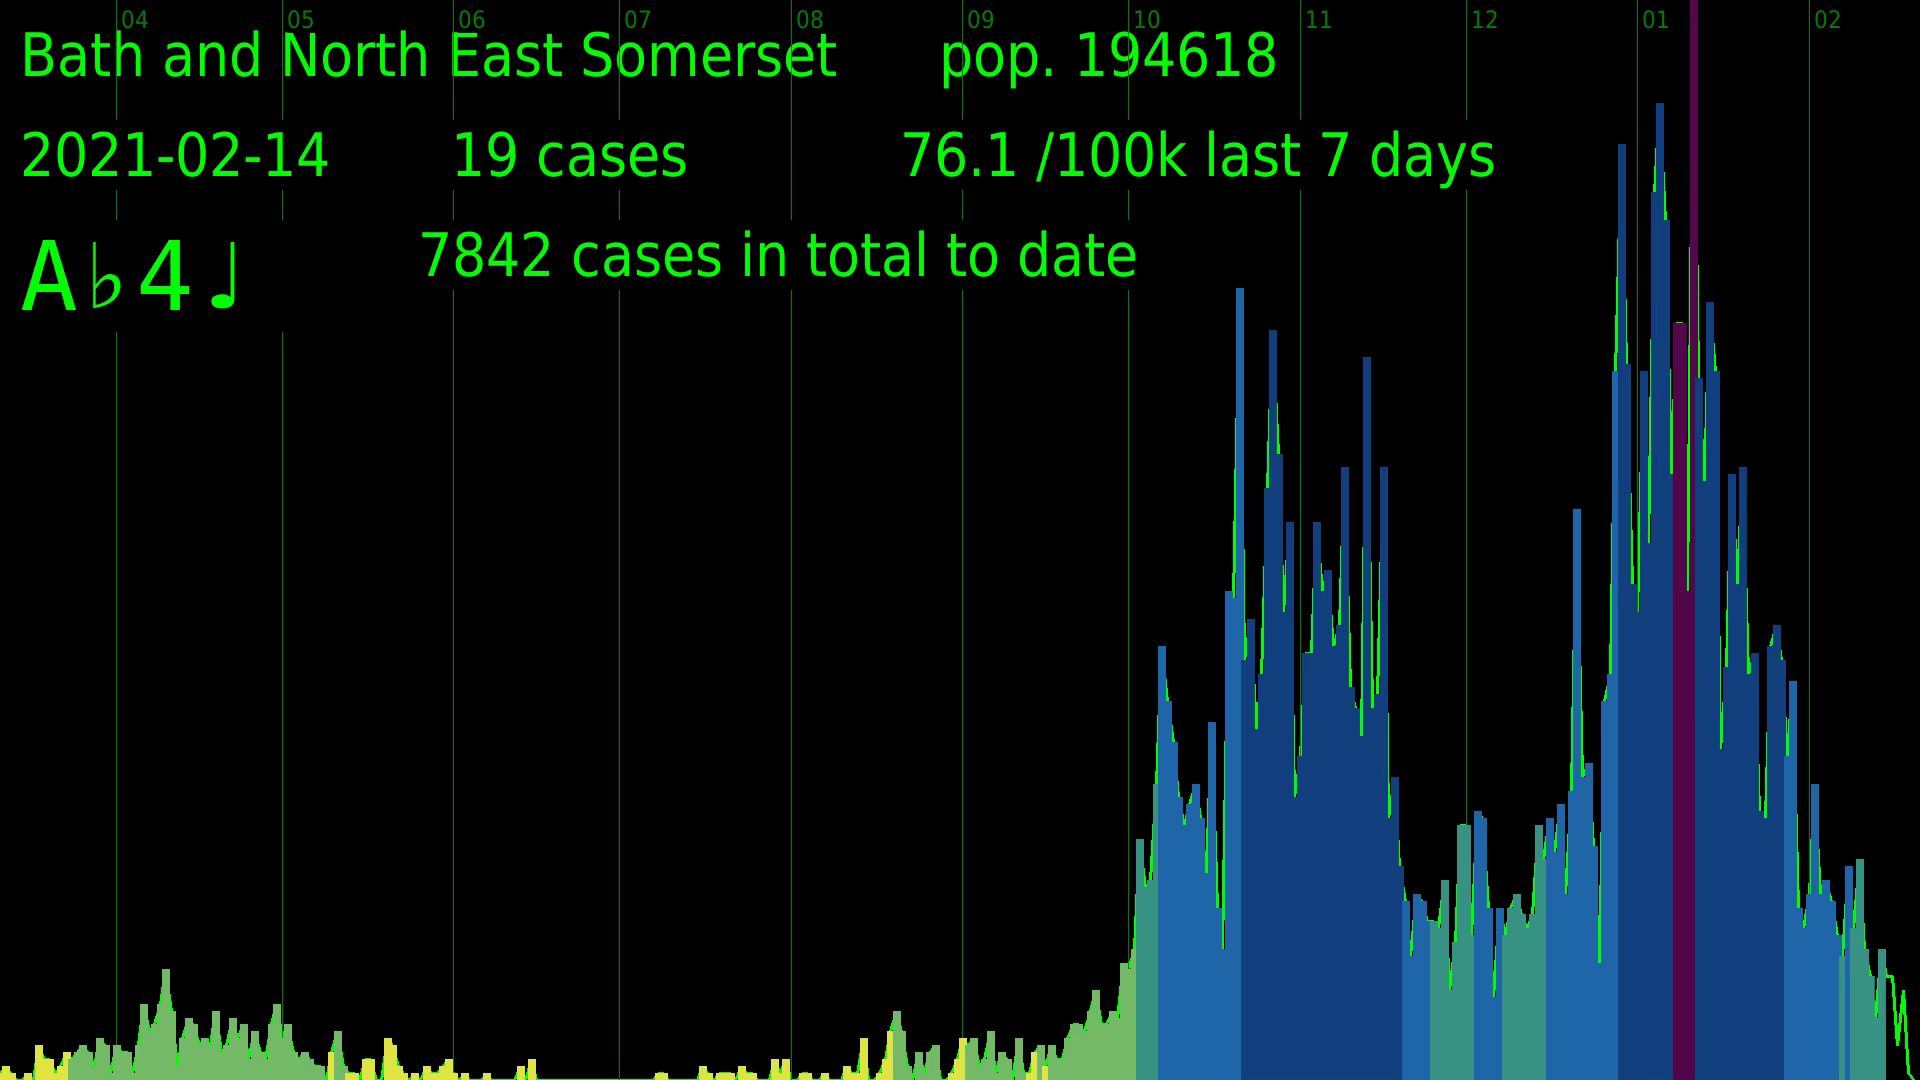 04 05 06 07 08 09 10 11 12 01 02
Bath and North East Somerset pop. 194618
2021-02-14 19 cases 76.1 /100k last 7 days
A♭4♩ 7842 cases in total to date